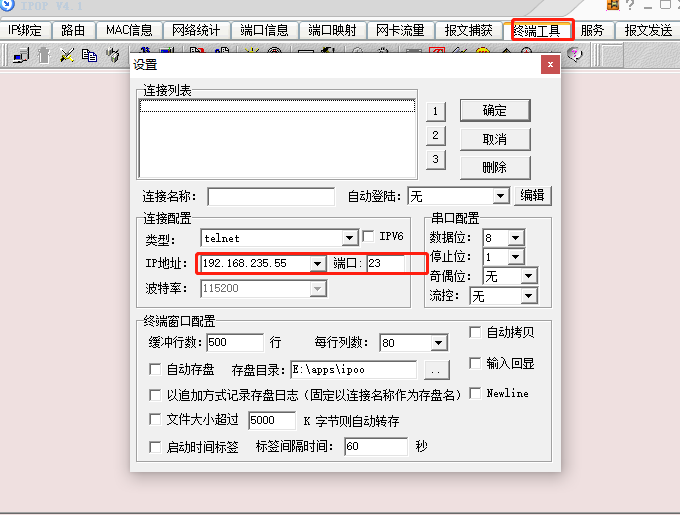 IPOP V4.1
IP绑定 路由 MAC信息 网络统计 端口信息 端口映射 网卡流量 报文捕获 终端工具 服务 报文发送
设置 x
连接列表
1 确定
2 取消
3 删除
连接名称: 自动登陆: 无 编辑
连接配置 串口配置
类型: telnet IPV6 数据位: 8
IP地址: 192.168.235.55 端口: 23 停止位: 1
波特率: 115200 奇偶位: 无
流控: 无
终端窗口配置
缓冲行数: 500 行 每行列数: 80 自动拷贝
自动存盘 存盘目录: E:\apps\ipoo .. 输入回显
以追加方式记录存盘日志(固定以连接名称作为存盘名) Newline
文件大小超过 5000 K 字节则自动转存
启动时间标签 标签间隔时间: 60 秒